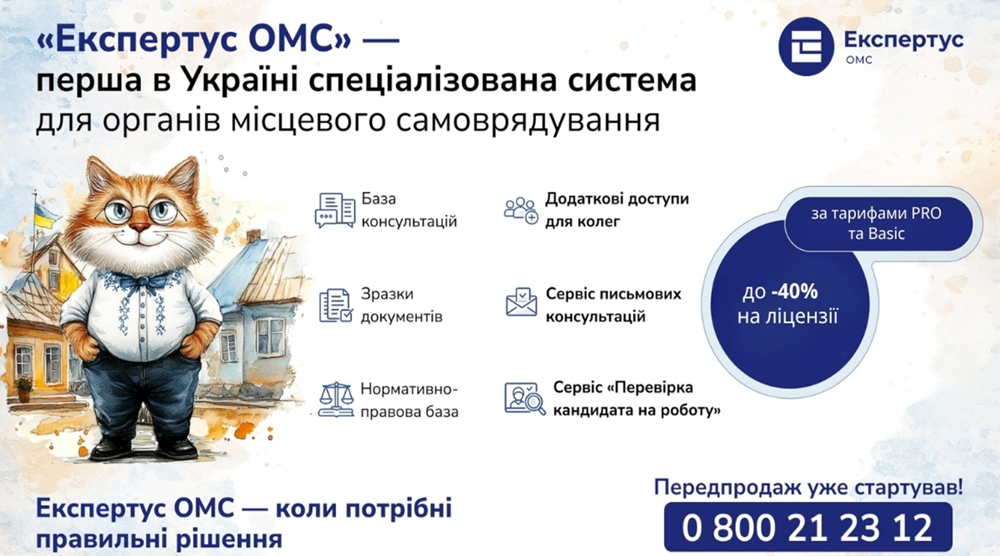 «Експертус ОМС» —
перша в Україні спеціалізована система
для органів місцевого самоврядування
Експертус
ОМС
База
консультацій
Додаткові доступи
для колег
за тарифами PRO
та Basic
до -40%
на ліцензії
Зразки
документів
Сервіс письмових
консультацій
Нормативно-
правова база
Сервіс «Перевірка
кандидата на роботу»
Експертус ОМС — коли потрібні
правильні рішення
Передпродаж уже стартував!
0 800 21 23 12